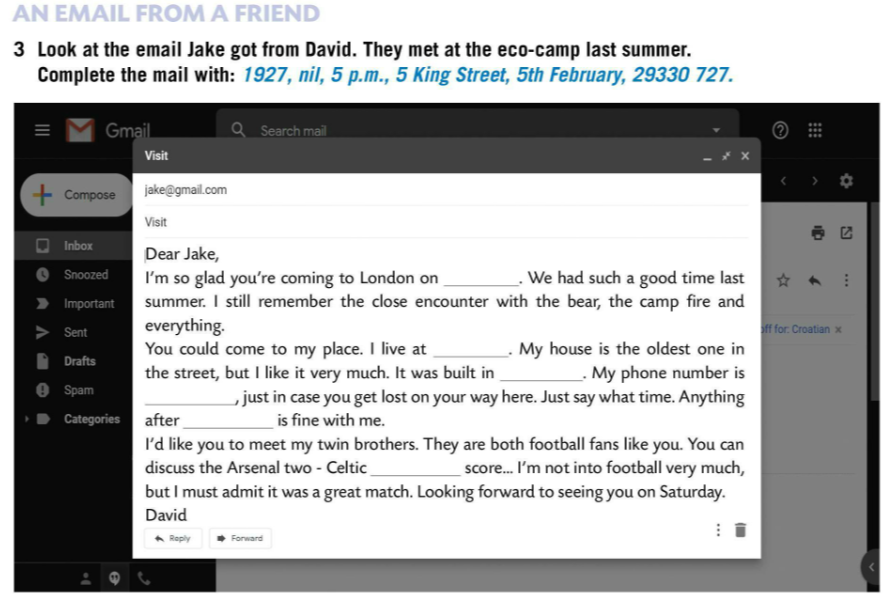 AN EMAIL FROM A FRIEND
3 Look at the email Jake got from David. They met at the eco-camp last summer.
Complete the mail with: 1927, nil, 5 p.m., 5 King Street, 5th February, 29330 727.
Gmail
Search mail
Visit
Compose
jake@gmail.com
Visit
Inbox
Snoozed
Important
Sent
Drafts
Spam
Categories
Dear Jake,
I'm so glad you're coming to London on _________. We had such a good time last
summer. I still remember the close encounter with the bear, the camp fire and
everything.
You could come to my place. I live at _________. My house is the oldest one in
the street, but I like it very much. It was built in __________. My phone number is
___________, just in case you get lost on your way here. Just say what time. Anything
after ___________ is fine with me.
I'd like you to meet my twin brothers. They are both football fans like you. You can
discuss the Arsenal two - Celtic ___________ score... I'm not into football very much,
but I must admit it was a great match. Looking forward to seeing you on Saturday.
David
Reply
Forward
off for: Croatian x